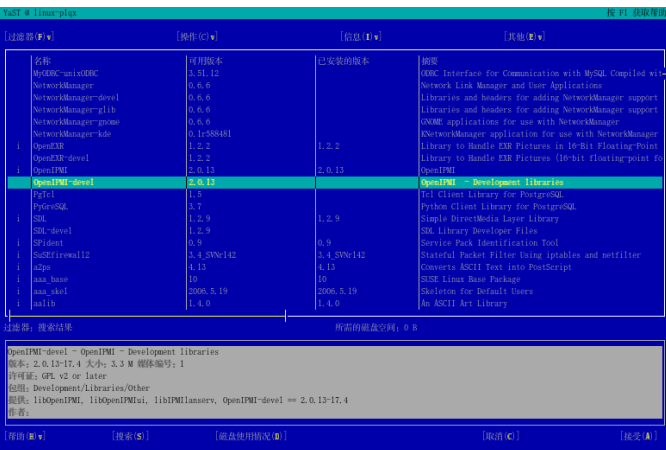 YaST @ linux-plqx 按 F1 获取帮助
[过滤器(F)↓] [操作(C)↓] [信息(I)↓] [其他(E)↓]
名称 可用版本 已安装的版本 摘要
MyODBC-unixODBC 3.51.12 ODBC Interface for Communication with MySQL Compiled wit
NetworkManager 0.6.6 Network Link Manager and User Applications
NetworkManager-devel 0.6.6 Libraries and headers for adding NetworkManager support
NetworkManager-glib 0.6.6 Libraries and headers for adding NetworkManager support
NetworkManager-gnome 0.6.6 GNOME applications for use with NetworkManager
NetworkManager-kde 0.1r588481 KNetworkManager application for use with NetworkManager
i OpenEXR 1.2.2 1.2.2 Library to Handle EXR Pictures in 16-Bit Floating-Point
OpenEXR-devel 1.2.2 Library to Handle EXR Pictures (16-bit floating-point fo
i OpenIPMI 2.0.13 2.0.13 OpenIPMI
OpenIPMI-devel 2.0.13 OpenIPMI - Development libraries
PgTcl 1.5 Tcl Client Library for PostgreSQL
PyGreSQL 3.7 Python Client Library for PostgreSQL
i SDL 1.2.9 1.2.9 Simple DirectMedia Layer Library
SDL-devel 1.2.9 SDL Library Developer Files
i SPident 0.9 0.9 Service Pack Identification Tool
i SuSEfirewall2 3.4_SVNr142 3.4_SVNr142 Stateful Packet Filter Using iptables and netfilter
i a2ps 4.13 4.13 Converts ASCII Text into PostScript
i aaa_base 10 10 SUSE Linux Base Package
i aaa_skel 2006.5.19 2006.5.19 Skeleton for Default Users
i aalib 1.4.0 1.4.0 An ASCII Art Library
过滤器: 搜索结果 所需的磁盘空间: 0 B
OpenIPMI-devel - OpenIPMI - Development libraries
版本: 2.0.13-17.4 大小: 3.3 M 媒体编号: 1
许可证: GPL v2 or later
包组: Development/Libraries/Other
提供: libOpenIPMI, libOpenIPMIui, libIPMIlanserv, OpenIPMI-devel == 2.0.13-17.4
作者:
[帮助(H)↓] [搜索(S)] [磁盘使用情况(D)] [取消(C)] [接受(A)]